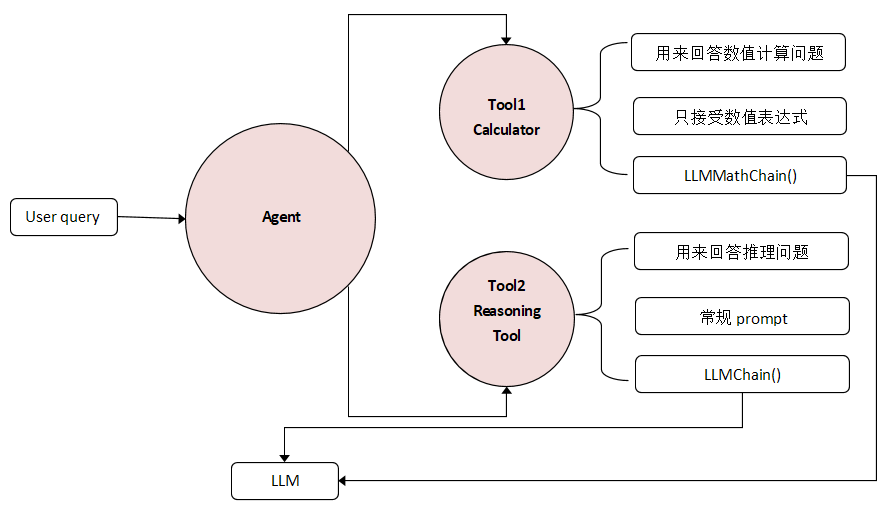 User query
Agent
Tool1
Calculator
用来回答数值计算问题
只接受数值表达式
LLMMathChain()
Tool2
Reasoning
Tool
用来回答推理问题
常规 prompt
LLMChain()
LLM